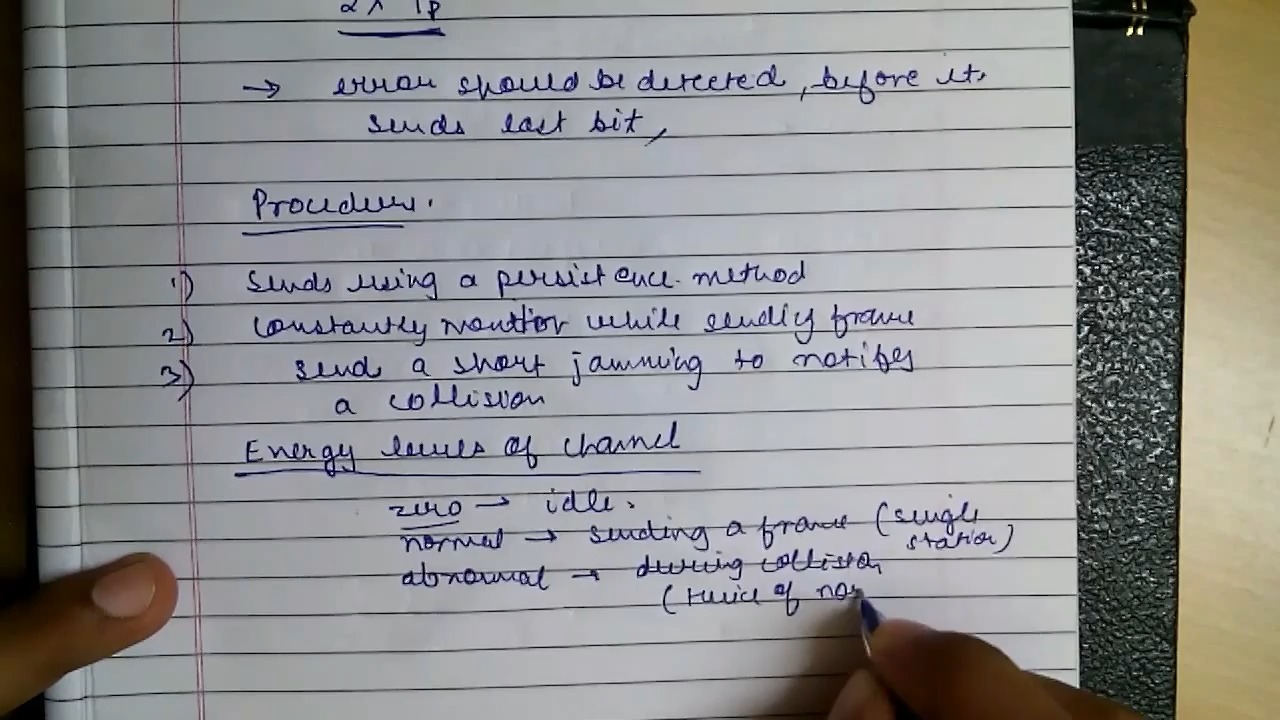 2 × Tp
→ error should be detected, before it
sends last bit,
Procedure.
1) Sends using a persistence method
2) Constantly monitor while sending frame
3) send a short jamming to notifies
a collision
Energy levels of channel
zero → idle.
normal → sending a frame (single
station)
abnormal → during collision
(twice of nor